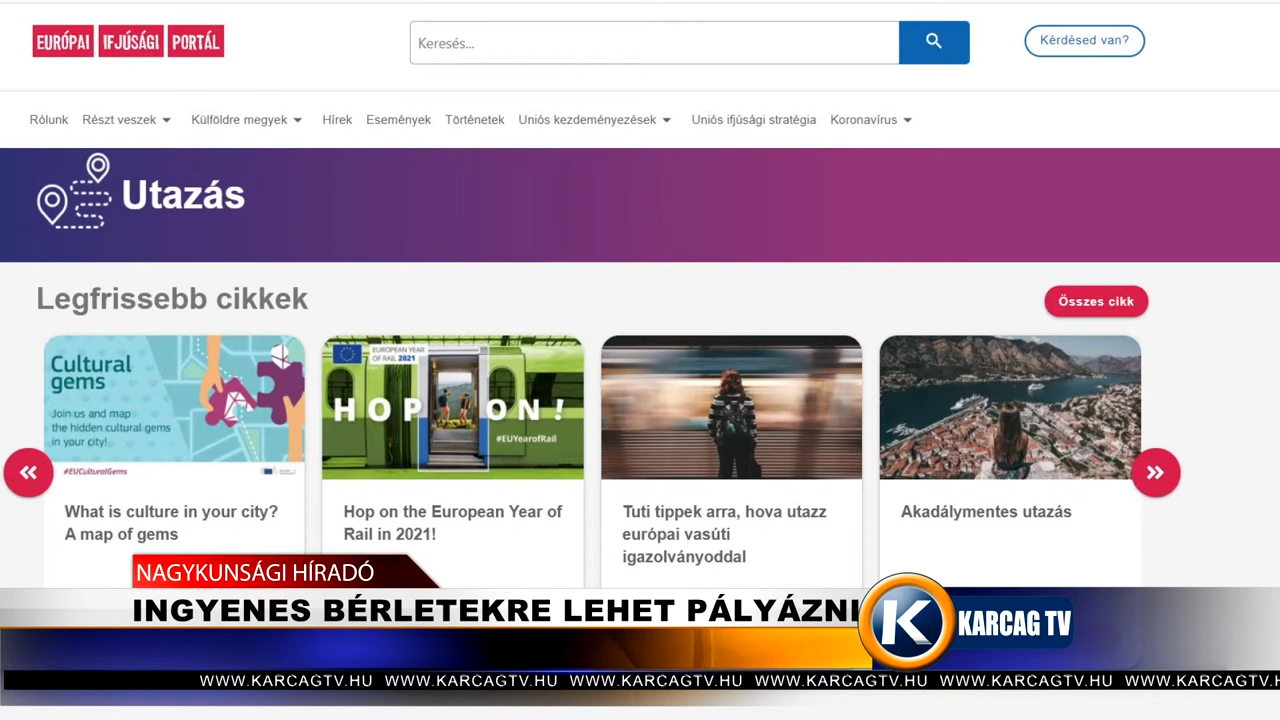 EURÓPAI IFJÚSÁGI PORTÁL
Keresés...
Kérdésed van?
Rólunk Részt veszek Külföldre megyek Hírek Események Történetek Uniós kezdeményezések Uniós ifjúsági stratégia Koronavírus
Utazás
Legfrissebb cikkek
Összes cikk
Cultural
gems
Join us and map
the hidden cultural gems
in your city!
#EUCulturalGems
EUROPEAN YEAR
OF RAIL 2021
HOP ON!
#EUYearofRail
What is culture in your city?
A map of gems
Hop on the European Year of
Rail in 2021!
Tuti tippek arra, hova utazz
európai vasúti
igazolványoddal
Akadálymentes utazás
NAGYKUNSÁGI HÍRADÓ
INGYENES BÉRLETEKRE LEHET PÁLYÁZNI
K KARCAG TV
WWW.KARCAGTV.HU WWW.KARCAGTV.HU WWW.KARCAGTV.HU WWW.KARCAGTV.HU WWW.KARCAGTV.HU WWW.KARCAGTV.H